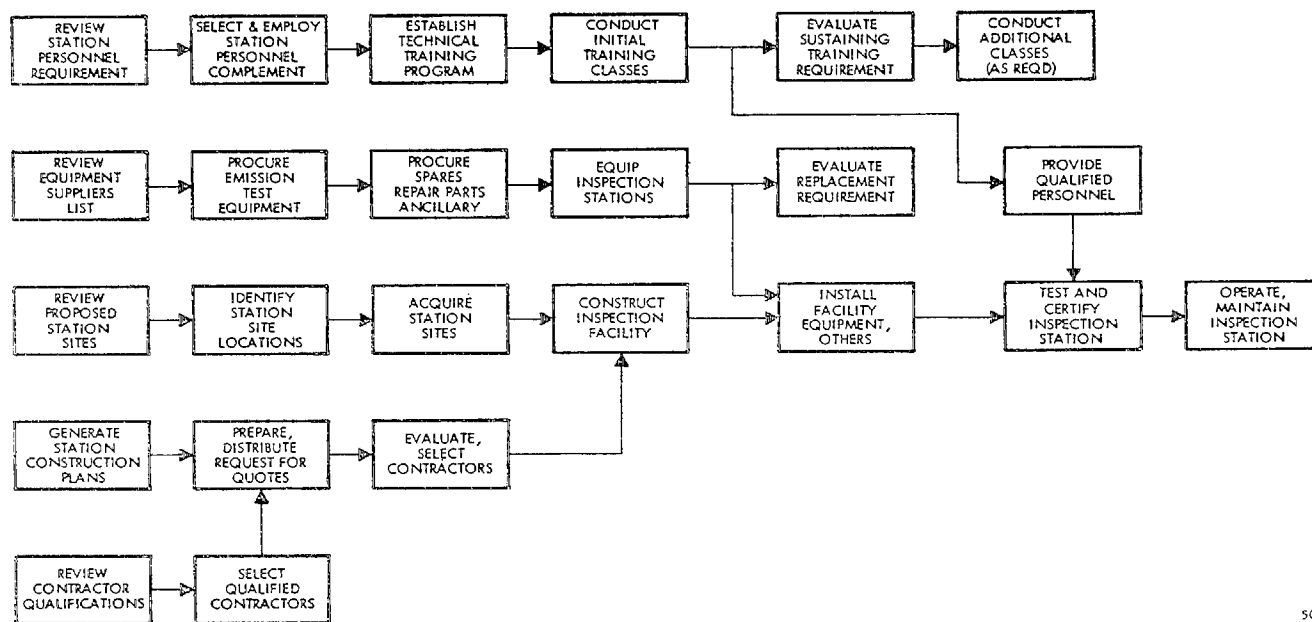 REVIEW
STATION
PERSONNEL
REQUIREMENT
SELECT & EMPLOY
STATION
PERSONNEL
COMPLEMENT
ESTABLISH
TECHNICAL
TRAINING
PROGRAM
CONDUCT
INITIAL
TRAINING
CLASSES
EVALUATE
SUSTAINING
TRAINING
REQUIREMENT
CONDUCT
ADDITIONAL
CLASSES
(AS REQD)
REVIEW
EQUIPMENT
SUPPLIERS
LIST
PROCURE
EMISSION
TEST
EQUIPMENT
PROCURE
SPARES
REPAIR PARTS
ANCILLARY
EQUIP
INSPECTION
STATIONS
EVALUATE
REPLACEMENT
REQUIREMENT
PROVIDE
QUALIFIED
PERSONNEL
REVIEW
PROPOSED
STATION
SITES
IDENTIFY
STATION
SITE
LOCATIONS
ACQUIRE
STATION
SITES
CONSTRUCT
INSPECTION
FACILITY
INSTALL
FACILITY
EQUIPMENT,
OTHERS
TEST AND
CERTIFY
INSPECTION
STATION
OPERATE,
MAINTAIN
INSPECTION
STATION
GENERATE
STATION
CONSTRUCTION
PLANS
PREPARE,
DISTRIBUTE
REQUEST FOR
QUOTES
EVALUATE,
SELECT
CONTRACTORS
REVIEW
CONTRACTOR
QUALIFICATIONS
SELECT
QUALIFIED
CONTRACTORS